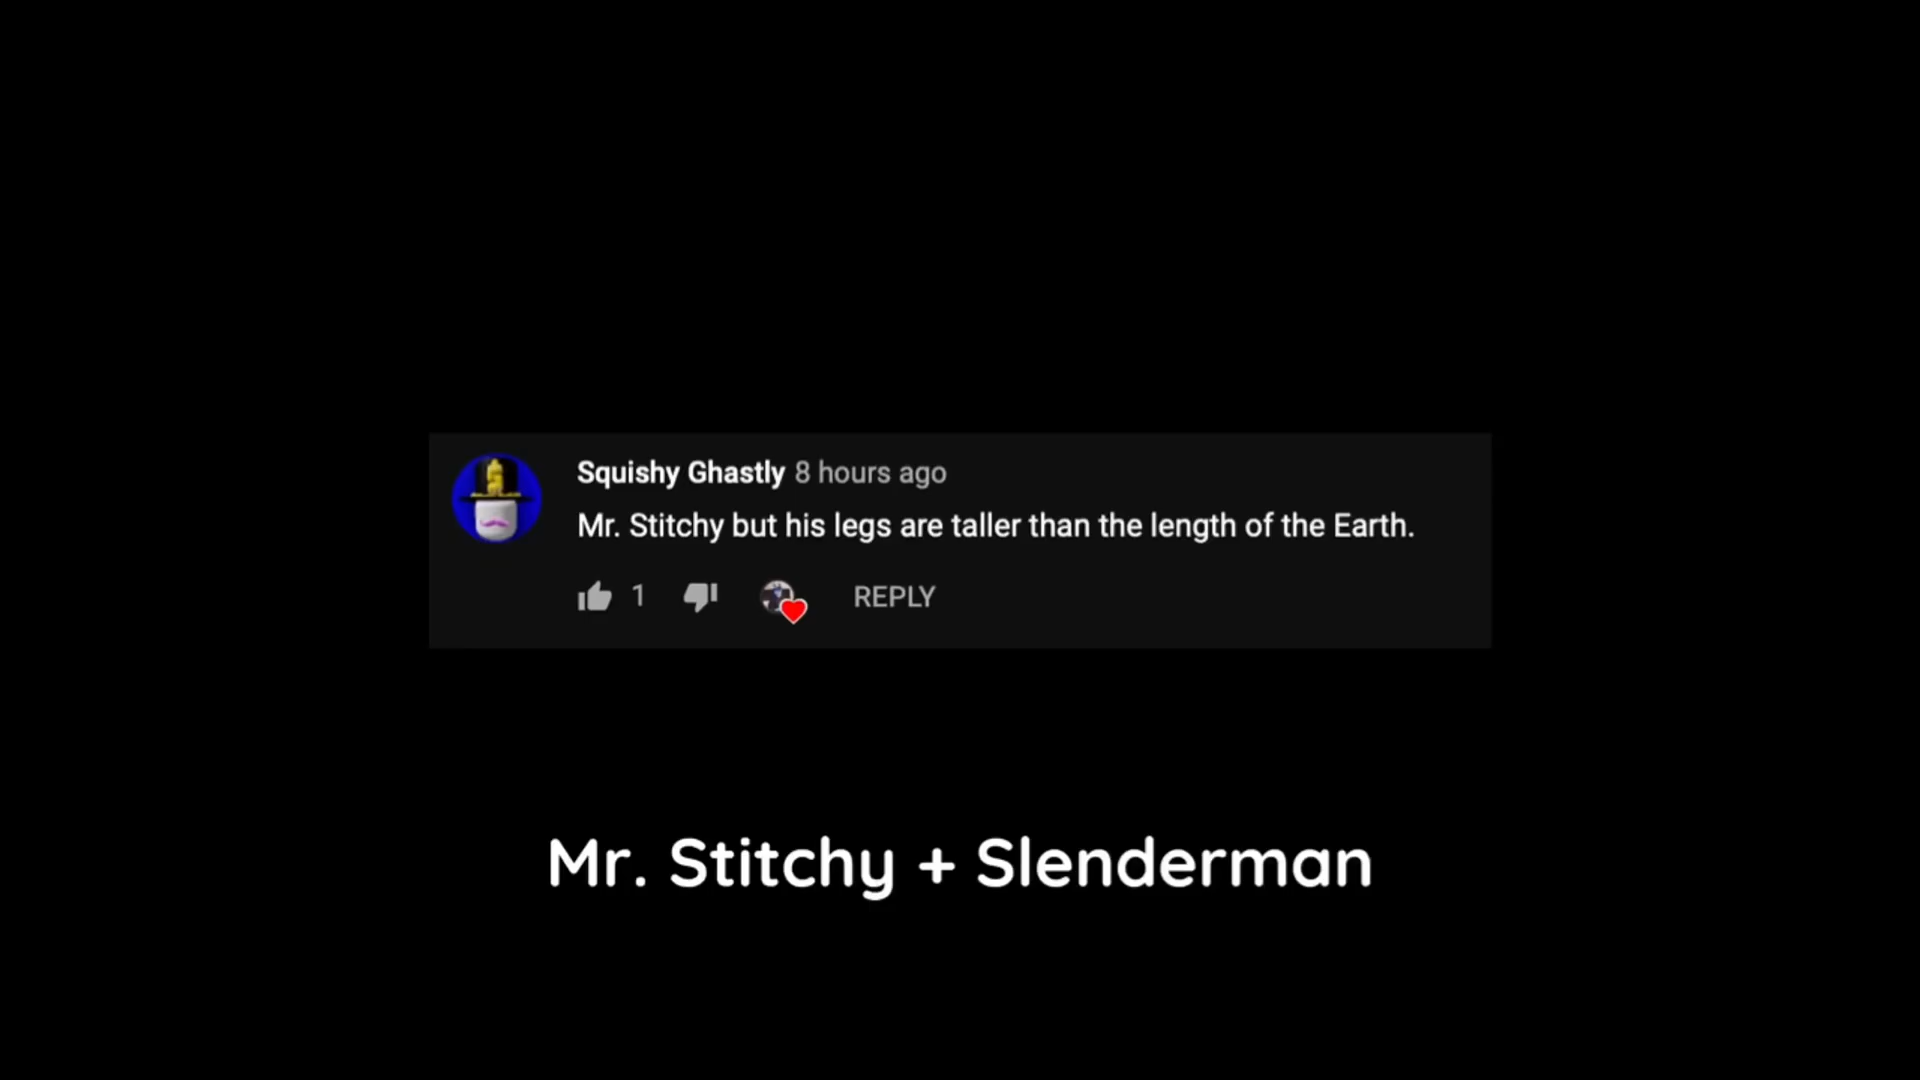 Squishy Ghastly 8 hours ago
Mr. Stitchy but his legs are taller than the length of the Earth.
1 REPLY
Mr. Stitchy + Slenderman